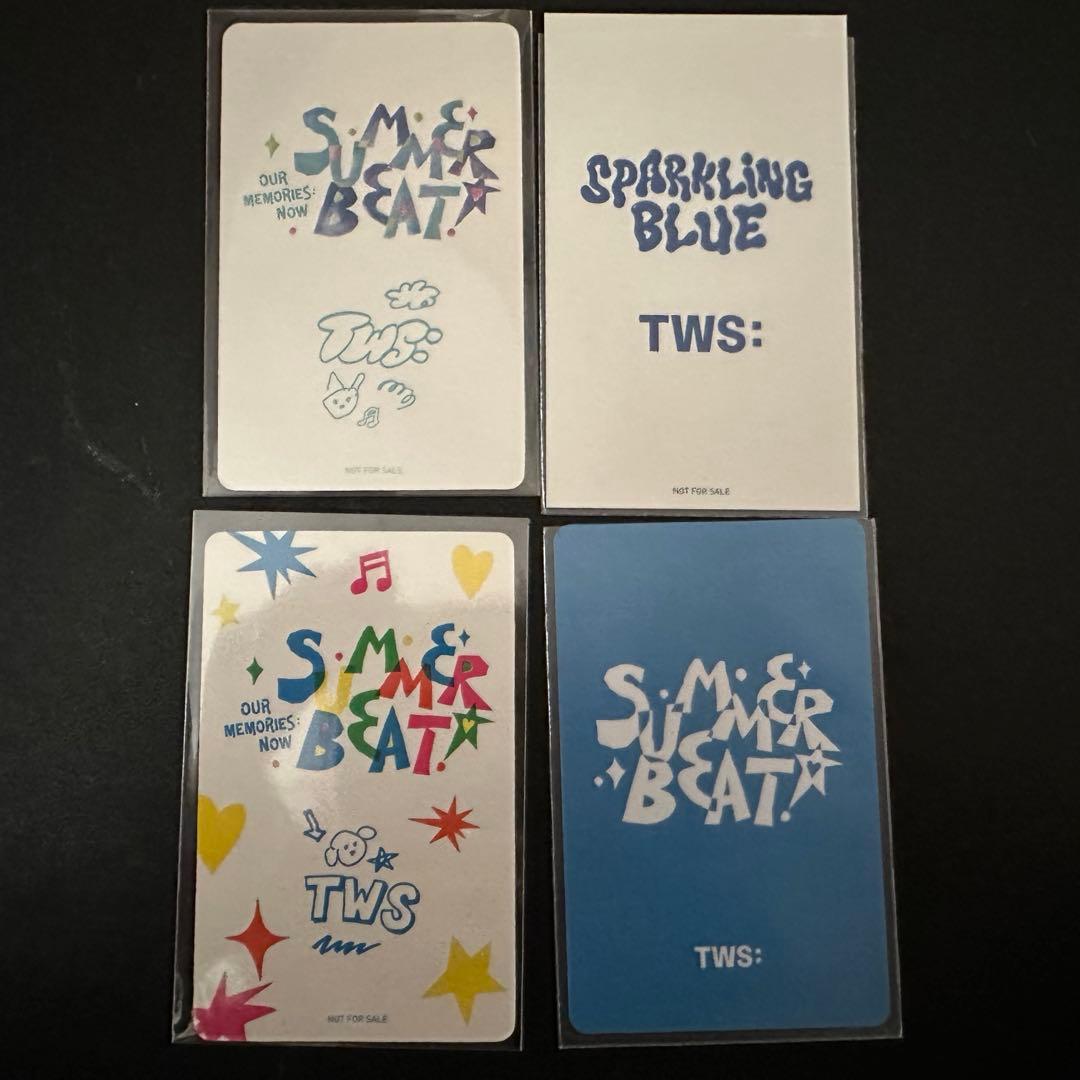 SUMMER
BEAT!
OUR
MEMORIES:
NOW
TWS:
NOT FOR SALE
SPARKLiNG
BLUE
TWS:
NOT FOR SALE
SUMMER
BEAT!
OUR
MEMORIES:
NOW
TWS
NOT FOR SALE
SUMMER
BEAT!
TWS: